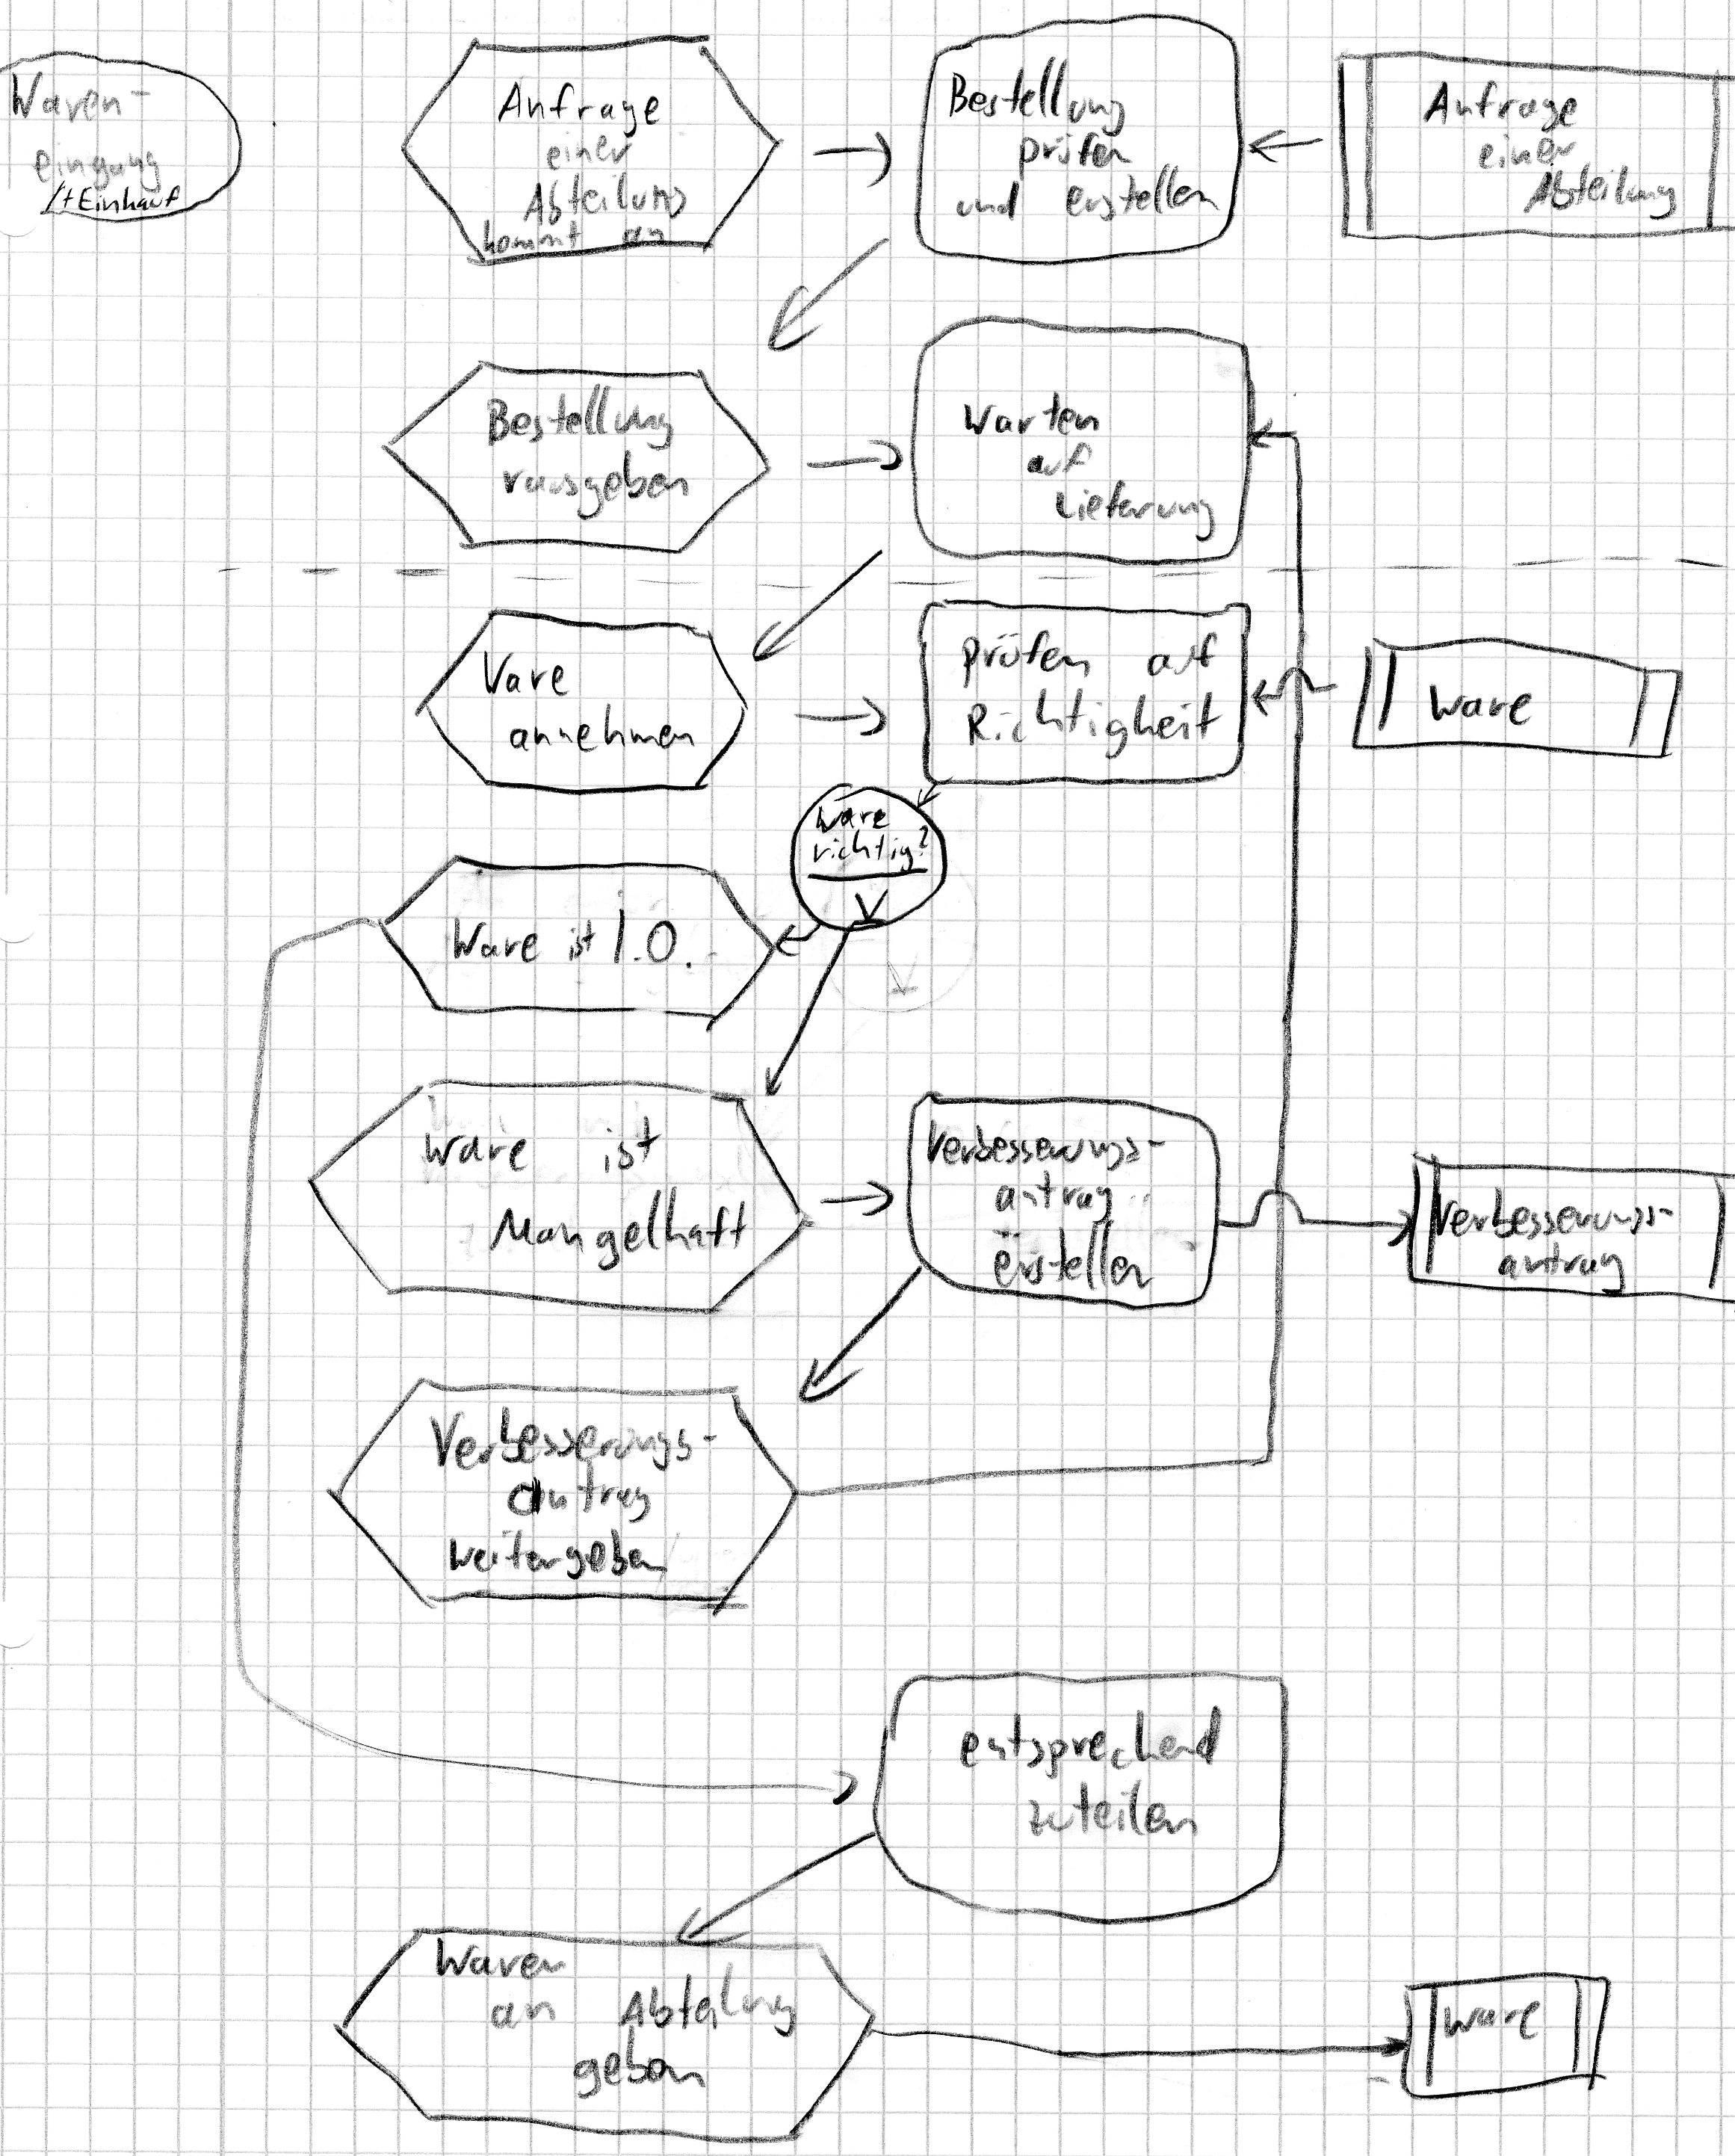 Waren-
eingang
/+Einkauf
Anfrage
einer
Abteilung
kommt an
Bestellung
prüfen
und erstellen
Anfrage
einer
Abteilung
Bestellung
rausgeben
Warten
auf
Lieferung
Ware
annehmen
prüfen auf
Richtigkeit
Ware
Ware
richtig?
V
Ware ist I.O.
Ware ist
Mangelhaft
Verbesserungs-
antrag
erstellen
Verbesserungs-
antrag
Verbesserungs-
antrag
weitergeben
entsprechend
zuteilen
Waren
an Abteilung
geben
Ware